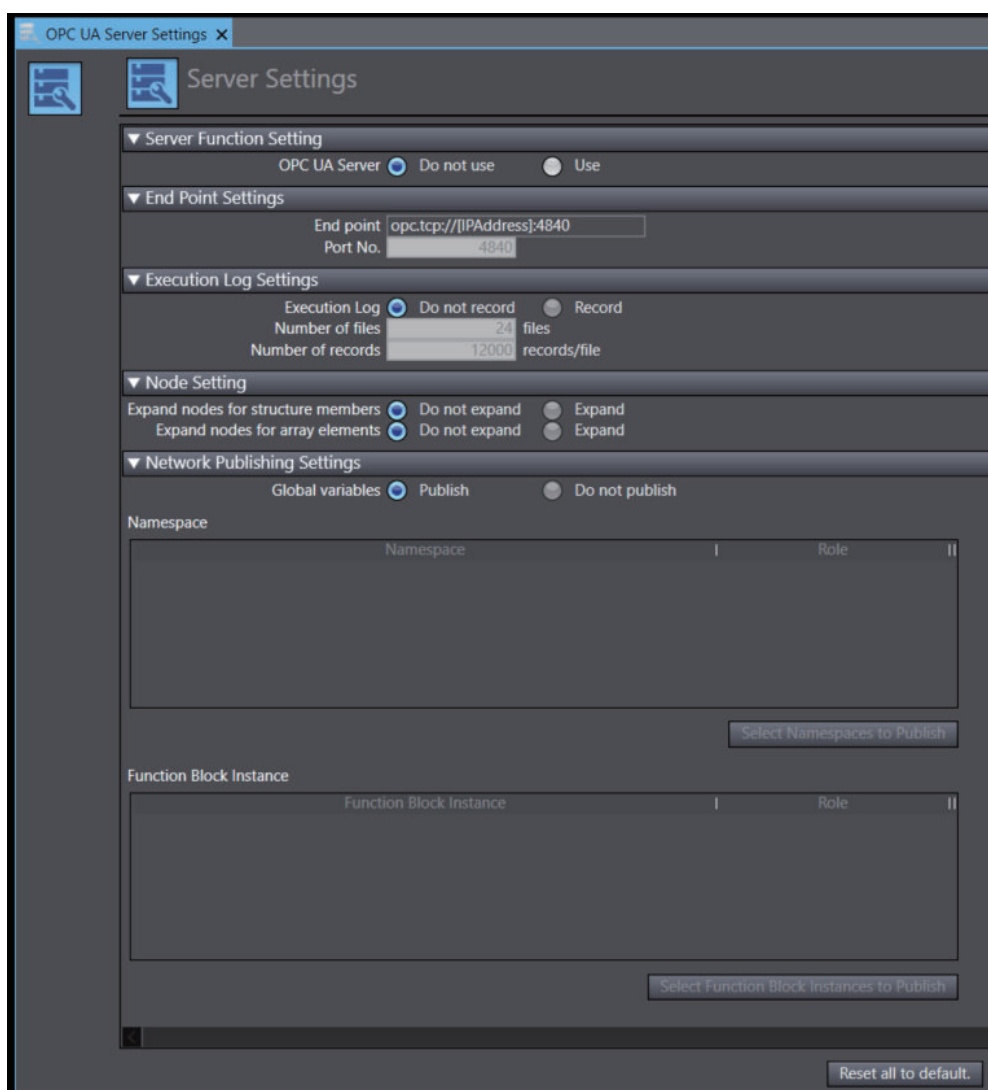 OPC UA Server Settings X
Server Settings
▼ Server Function Setting
OPC UA Server Do not use Use
▼ End Point Settings
End point opc.tcp://[IPAddress]:4840
Port No. 4840
▼ Execution Log Settings
Execution Log Do not record Record
Number of files 24 files
Number of records 12000 records/file
▼ Node Setting
Expand nodes for structure members Do not expand Expand
Expand nodes for array elements Do not expand Expand
▼ Network Publishing Settings
Global variables Publish Do not publish
Namespace
Namespace Role
Select Namespaces to Publish
Function Block Instance
Function Block Instance Role
Select Function Block Instances to Publish
Reset all to default.